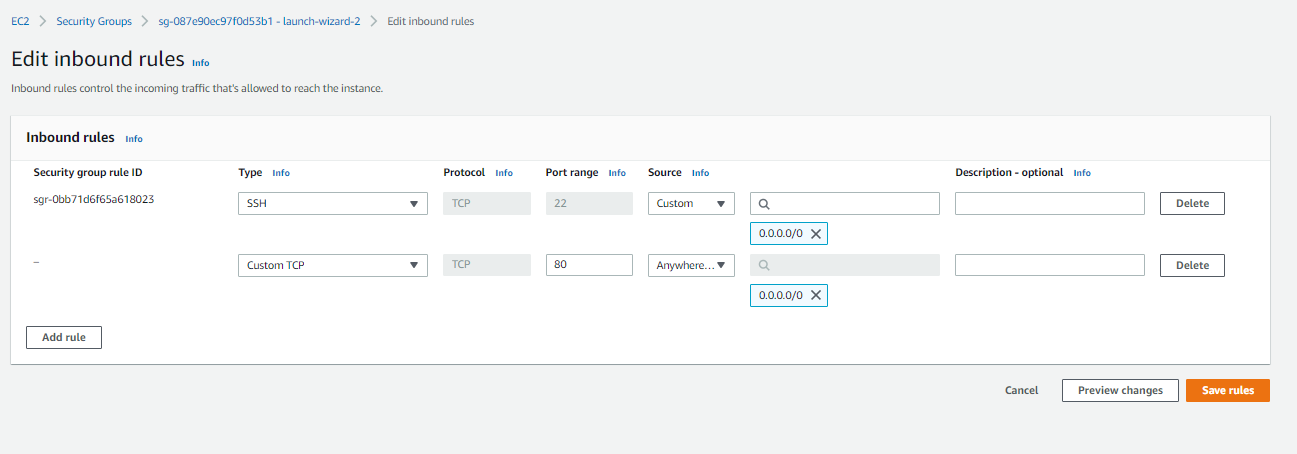 EC2 > Security Groups > sg-087e90ec97f0d53b1 - launch-wizard-2 > Edit inbound rules
Edit inbound rules Info
Inbound rules control the incoming traffic that's allowed to reach the instance.
Inbound rules Info
Security group rule ID Type Info Protocol Info Port range Info Source Info Description - optional Info
sgr-0bb71d6f65a618023 SSH TCP 22 Custom Delete
0.0.0.0/0
– Custom TCP TCP 80 Anywhere... Delete
0.0.0.0/0
Add rule
Cancel Preview changes Save rules